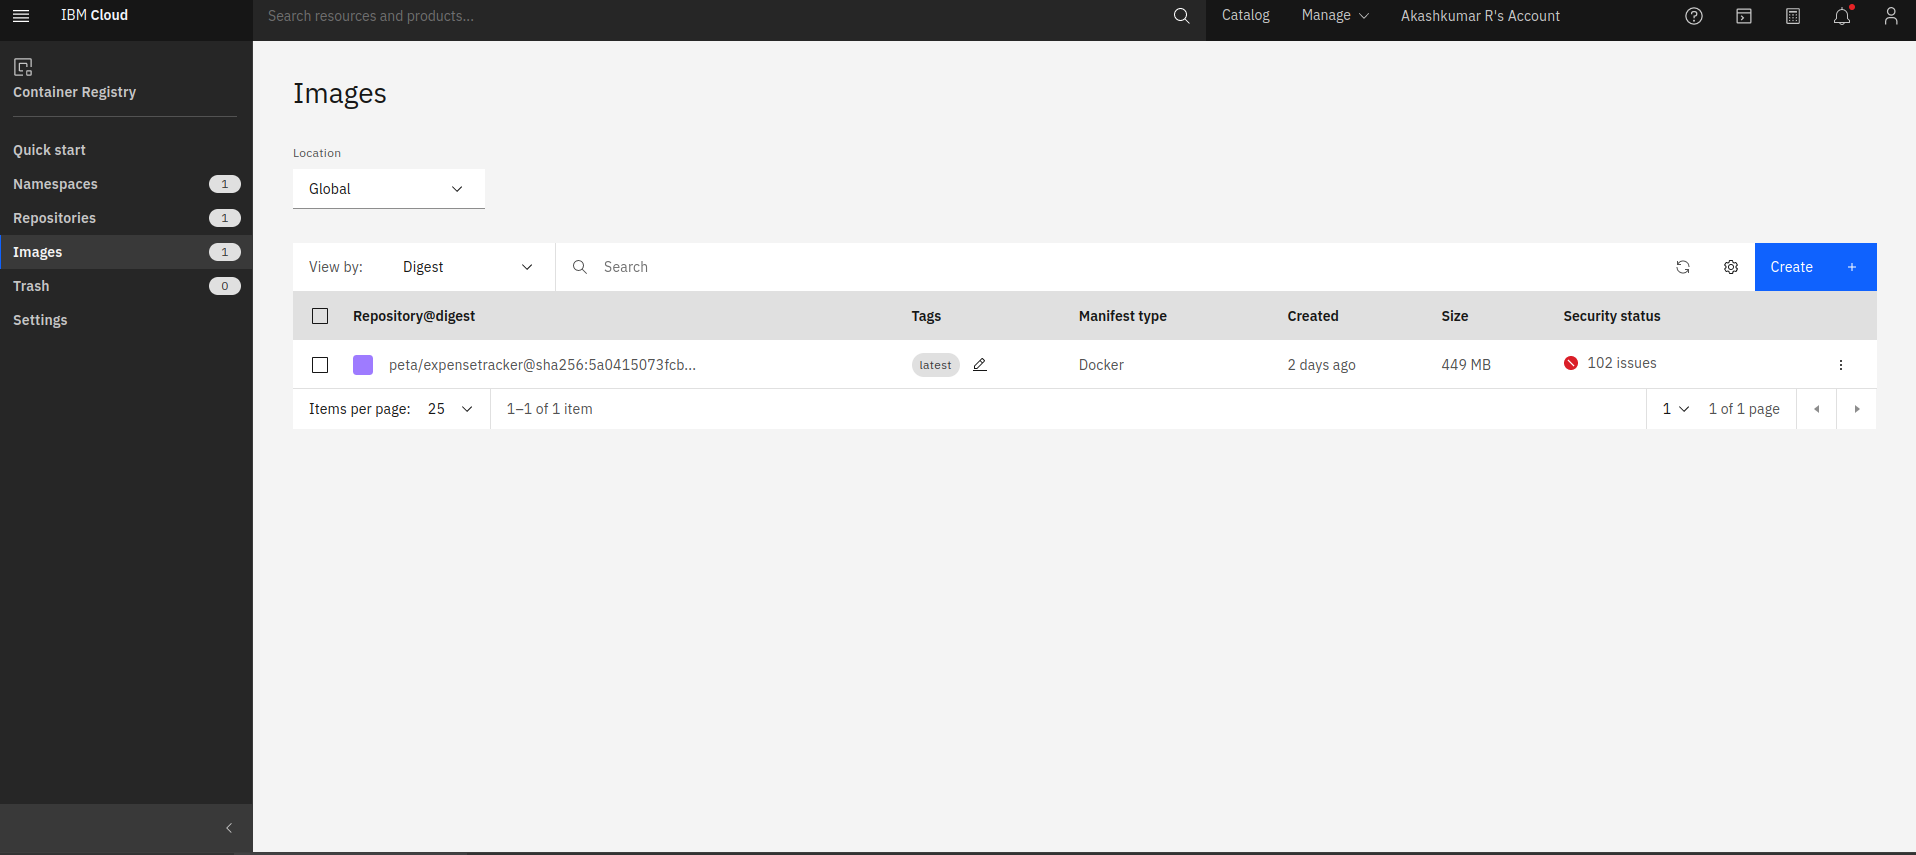 IBM Cloud
Search resources and products...
Catalog
Manage
Akashkumar R's Account
Container Registry
Quick start
Namespaces 1
Repositories 1
Images 1
Trash 0
Settings
Images
Location
Global
View by: Digest
Search
Create +
Repository@digest Tags Manifest type Created Size Security status
peta/expensetracker@sha256:5a0415073fcb... latest Docker 2 days ago 449 MB 102 issues
Items per page: 25 1–1 of 1 item 1 1 of 1 page